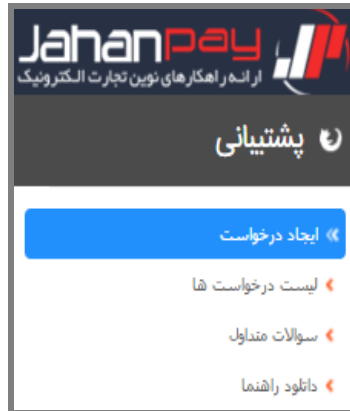 Jahanpay
ارائه راهکارهای نوین تجارت الکترونیک
پشتیبانی
ایجاد درخواست
لیست درخواست ها
سوالات متداول
دانلود راهنما